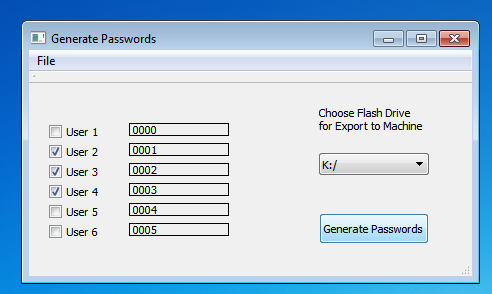 Generate Passwords
File
Choose Flash Drive
for Export to Machine
User 1 0000
User 2 0001
User 3 0002
User 4 0003
User 5 0004
User 6 0005
K:/
Generate Passwords